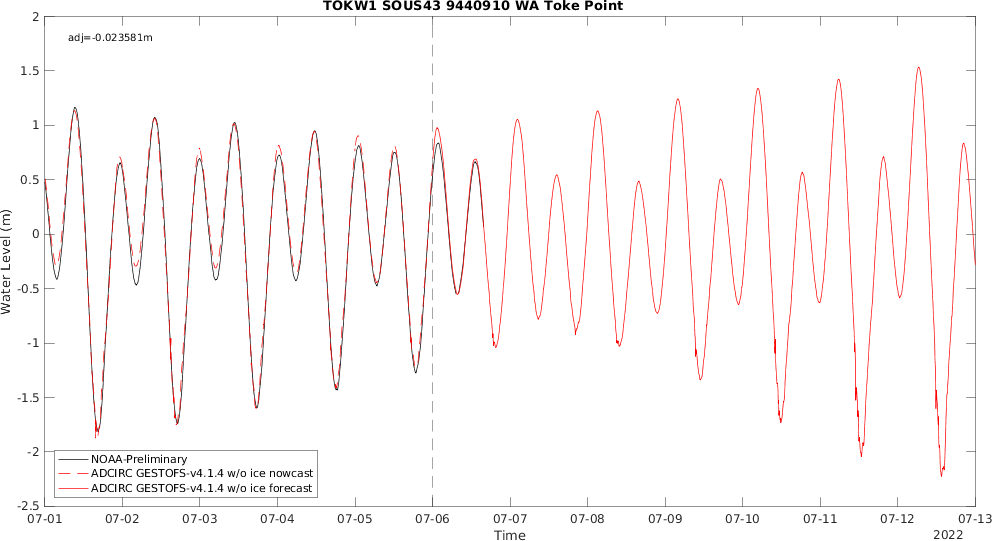 TOKW1 SOUS43 9440910 WA Toke Point
adj=-0.023581m
2
1.5
1
0.5
0
-0.5
-1
-1.5
-2
-2.5
Water Level (m)
NOAA-Preliminary
ADCIRC GESTOFS-v4.1.4 w/o ice nowcast
ADCIRC GESTOFS-v4.1.4 w/o ice forecast
07-01 07-02 07-03 07-04 07-05 07-06 07-07 07-08 07-09 07-10 07-11 07-12 07-13
Time
2022